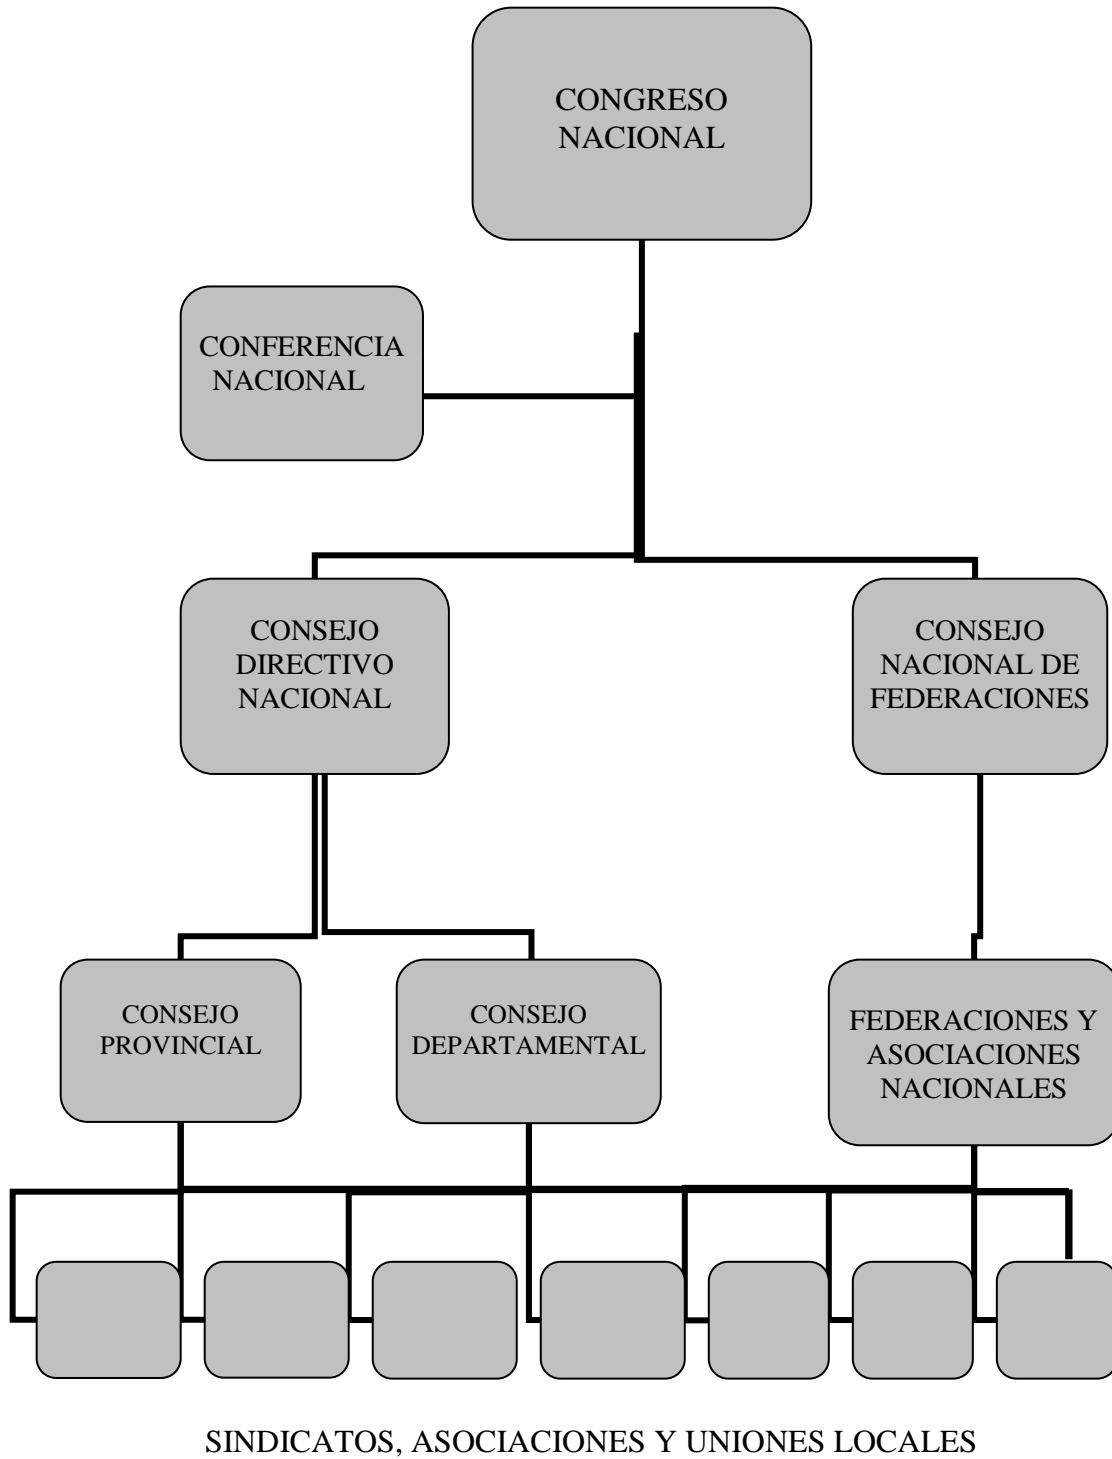 CONGRESO
NACIONAL
CONFERENCIA
NACIONAL
CONSEJO
DIRECTIVO
NACIONAL
CONSEJO
NACIONAL DE
FEDERACIONES
CONSEJO
PROVINCIAL
CONSEJO
DEPARTAMENTAL
FEDERACIONES Y
ASOCIACIONES
NACIONALES
SINDICATOS, ASOCIACIONES Y UNIONES LOCALES